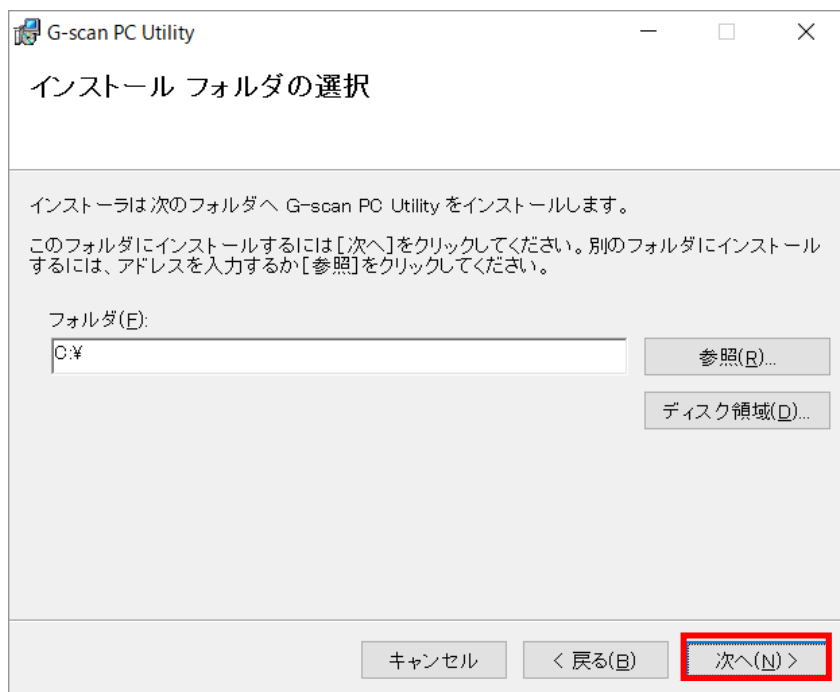 G-scan PC Utility
インストール フォルダの選択
インストーラは次のフォルダへ G-scan PC Utility をインストールします。
このフォルダにインストールするには[次へ]をクリックしてください。別のフォルダにインストール
するには、アドレスを入力するか[参照]をクリックしてください。
フォルダ(F):
C:¥
参照(R)...
ディスク領域(D)...
キャンセル
< 戻る(B)
次へ(N) >